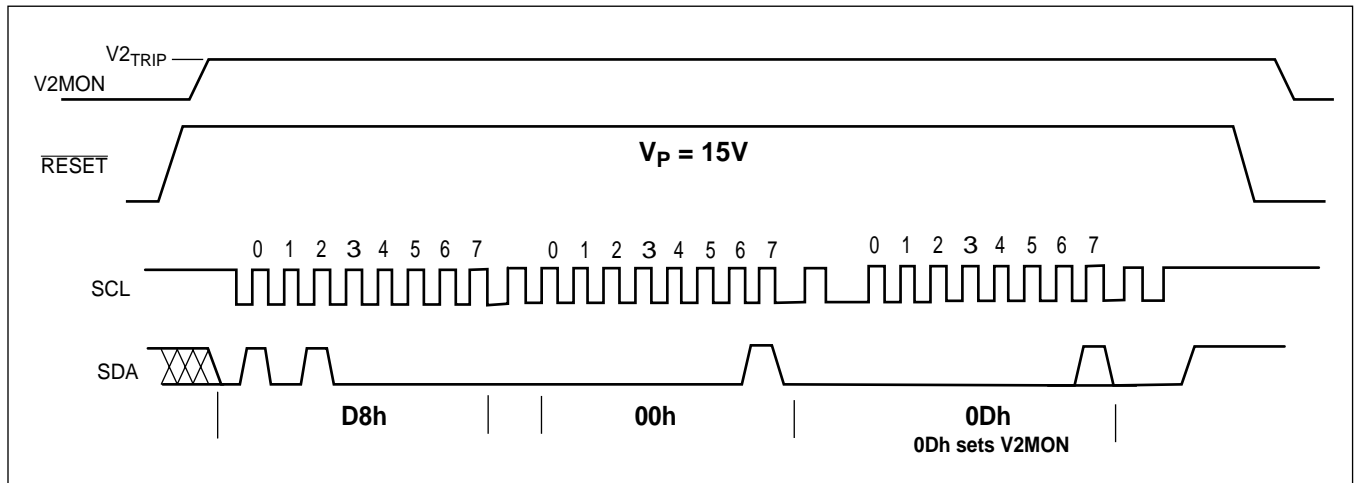 V2TRIP
V2MON
RESET
VP = 15V
0 1 2 3 4 5 6 7 0 1 2 3 4 5 6 7 0 1 2 3 4 5 6 7
SCL
SDA
D8h 00h 0Dh
0Dh sets V2MON